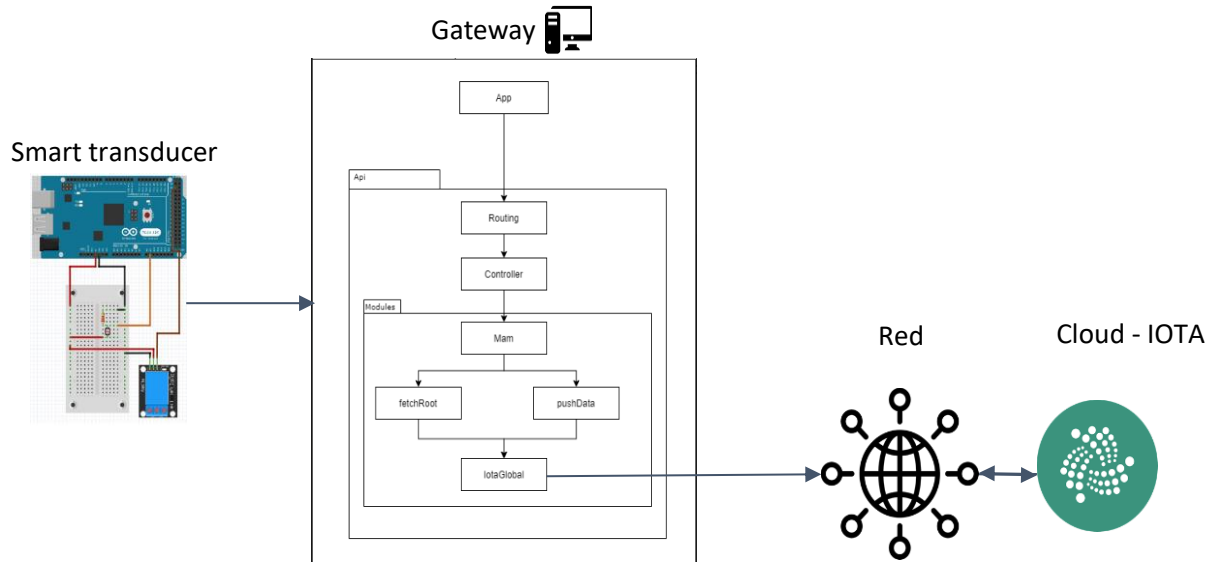 Gateway
App
Smart transducer
Api
Routing
Controller
Modules
Mam
fetchRoot
pushData
IotaGlobal
Red
Cloud - IOTA